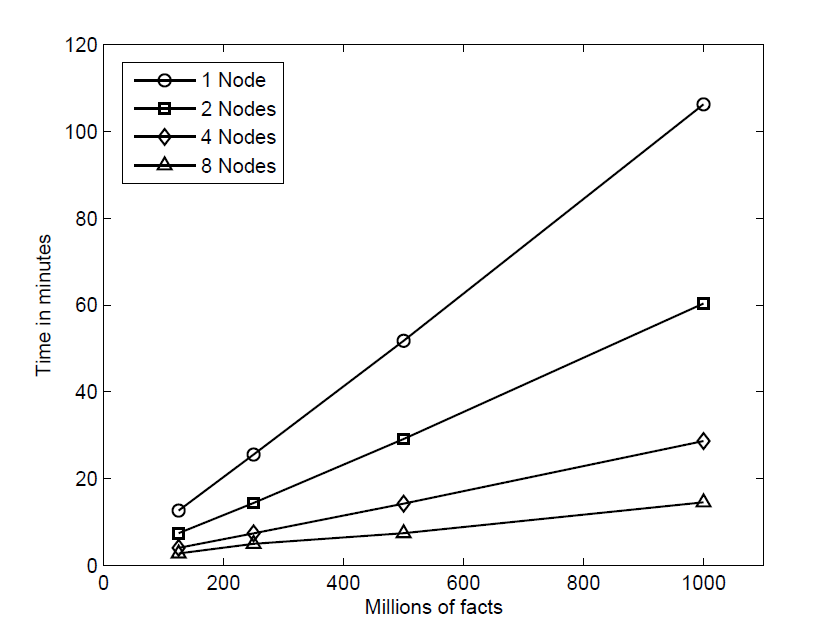 120
100
80
60
40
20
0
Time in minutes
1 Node
2 Nodes
4 Nodes
8 Nodes
0 200 400 600 800 1000
Millions of facts